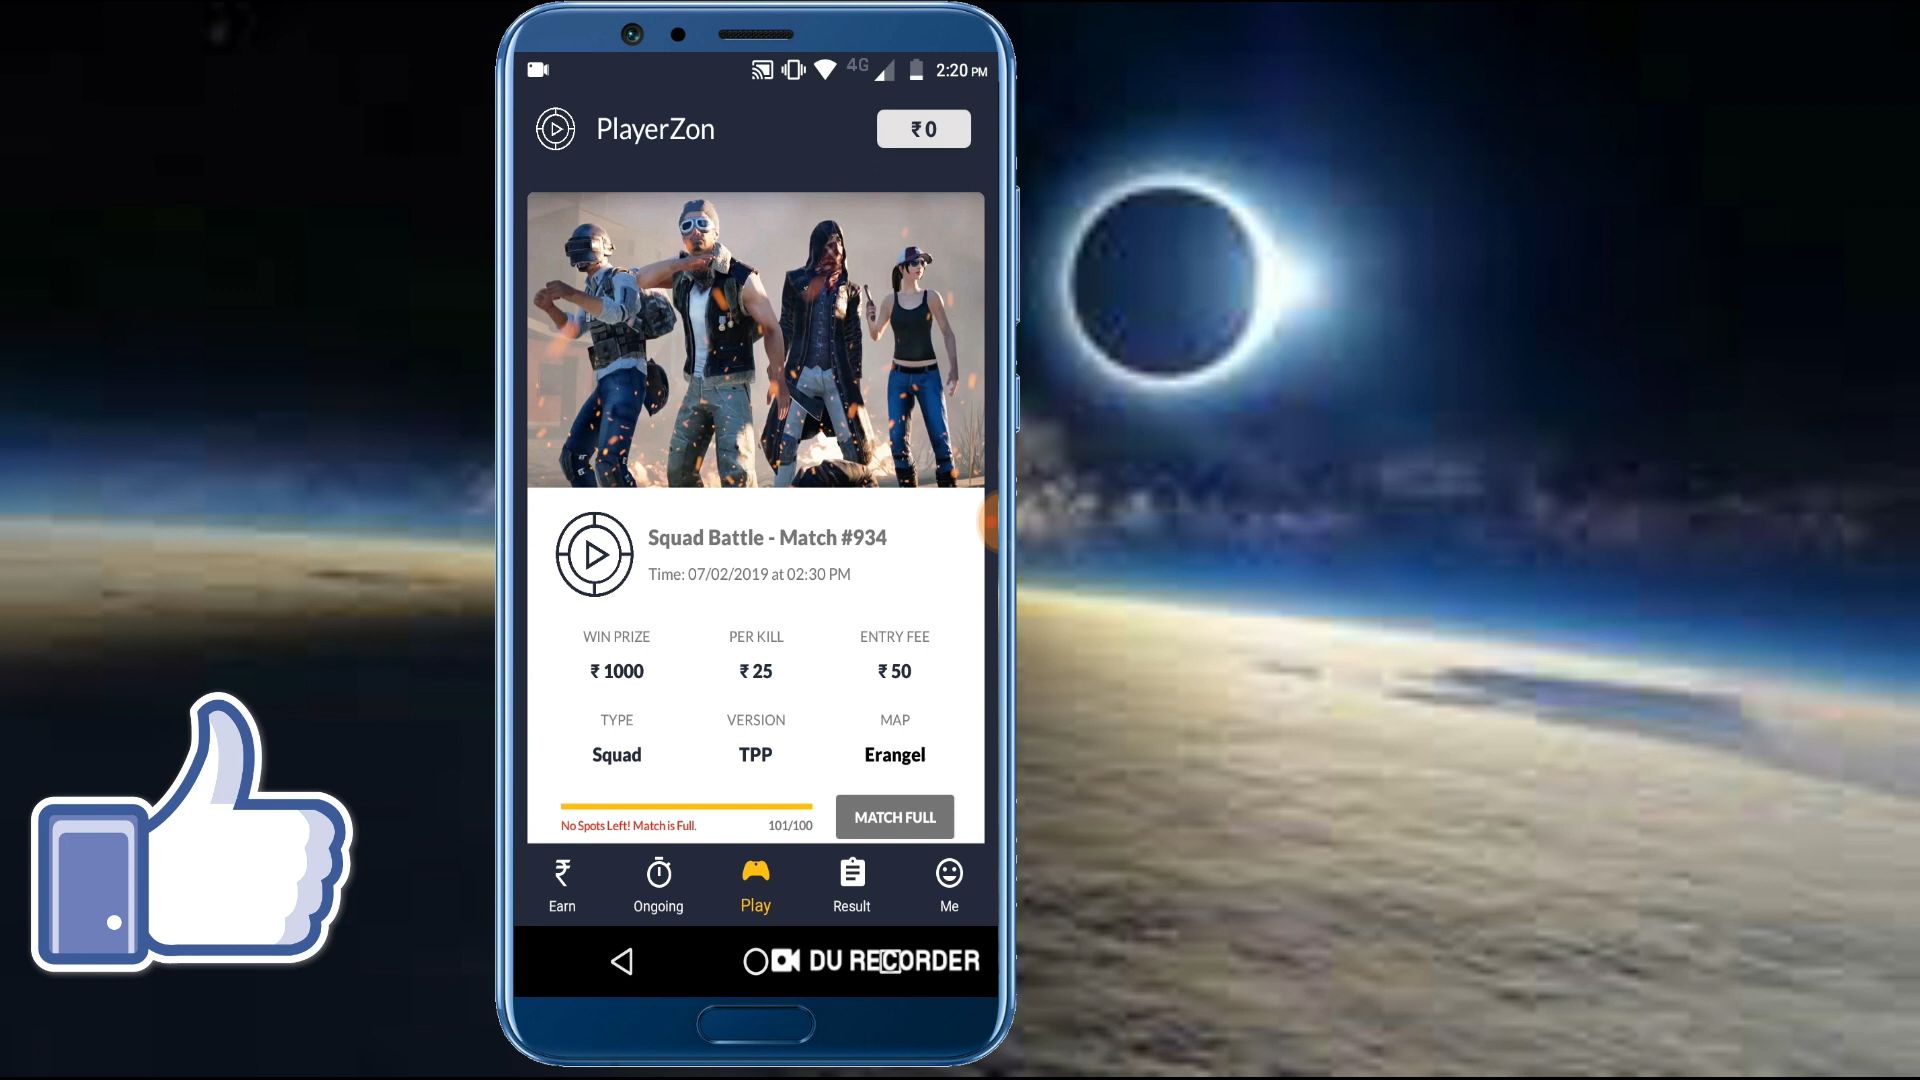 4G 2:20 PM
PlayerZon
₹ 0
Squad Battle - Match #934
Time: 07/02/2019 at 02:30 PM
WIN PRIZE PER KILL ENTRY FEE
₹ 1000 ₹ 25 ₹ 50
TYPE VERSION MAP
Squad TPP Erangel
No Spots Left! Match is Full. 101/100 MATCH FULL
Earn Ongoing Play Result Me
DU RECORDER